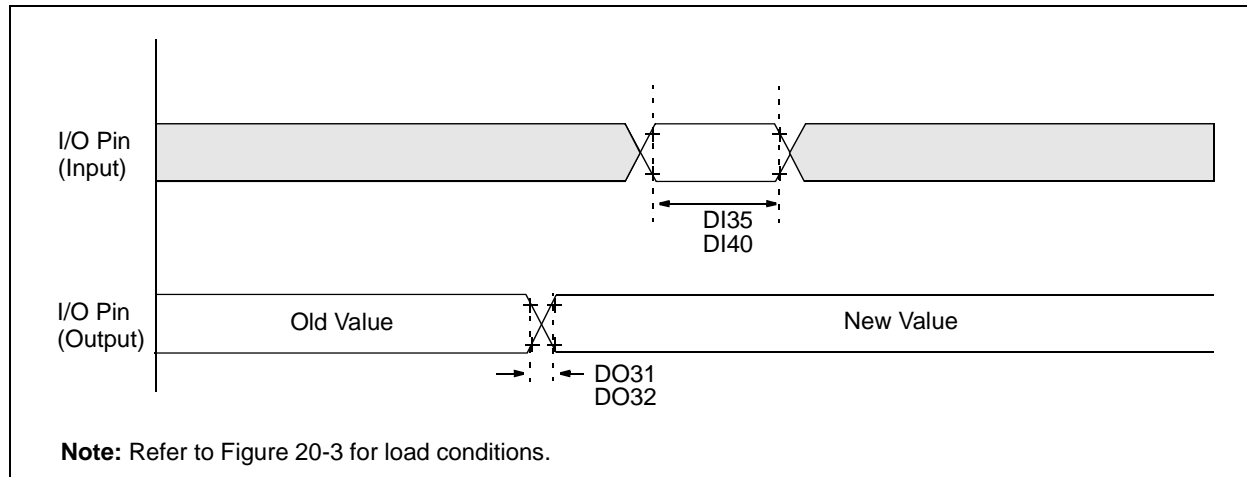 I/O Pin
(Input)
DI35
DI40
I/O Pin
(Output)
Old Value
New Value
DO31
DO32
Note: Refer to Figure 20-3 for load conditions.